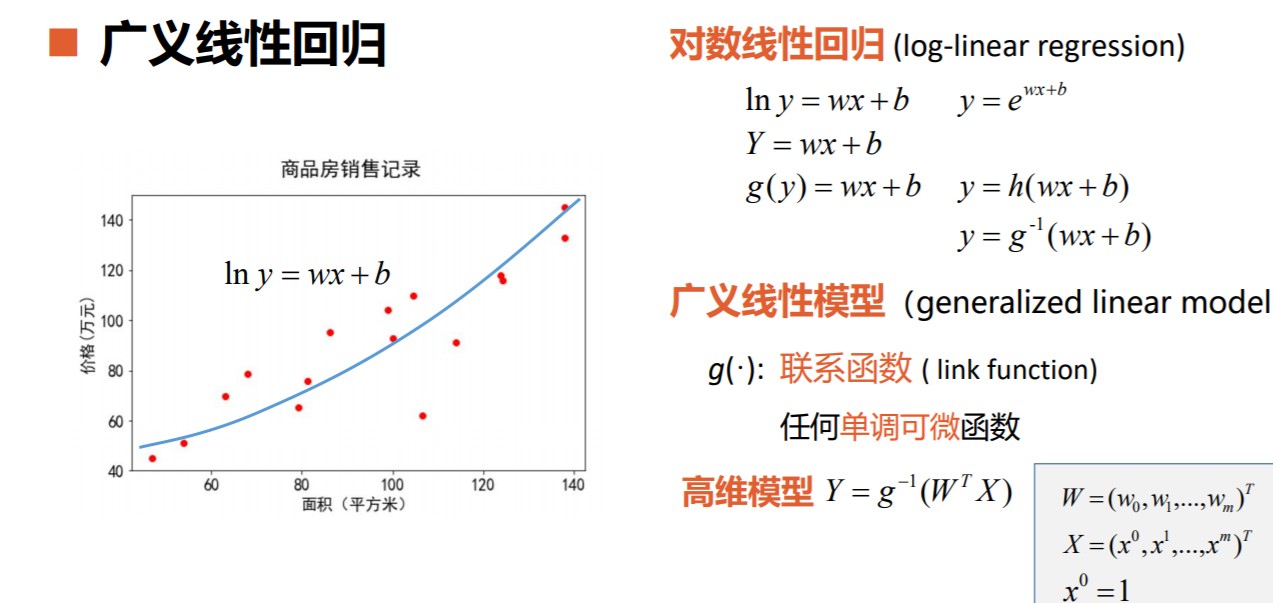 广义线性回归
商品房销售记录
ln y = wx + b
价格(万元)
140
120
100
80
60
40
60 80 100 120 140
面积（平方米）
对数线性回归 (log-linear regression)
ln y = wx + b y = e^{wx+b}
Y = wx + b
g(y) = wx + b y = h(wx + b)
y = g^{-1}(wx + b)
广义线性模型（generalized linear model
g(·): 联系函数 ( link function)
任何单调可微函数
高维模型 Y = g^{-1}(W^T X)
W = (w_0, w_1,..., w_m)^T
X = (x^0, x^1,..., x^m)^T
x^0 = 1